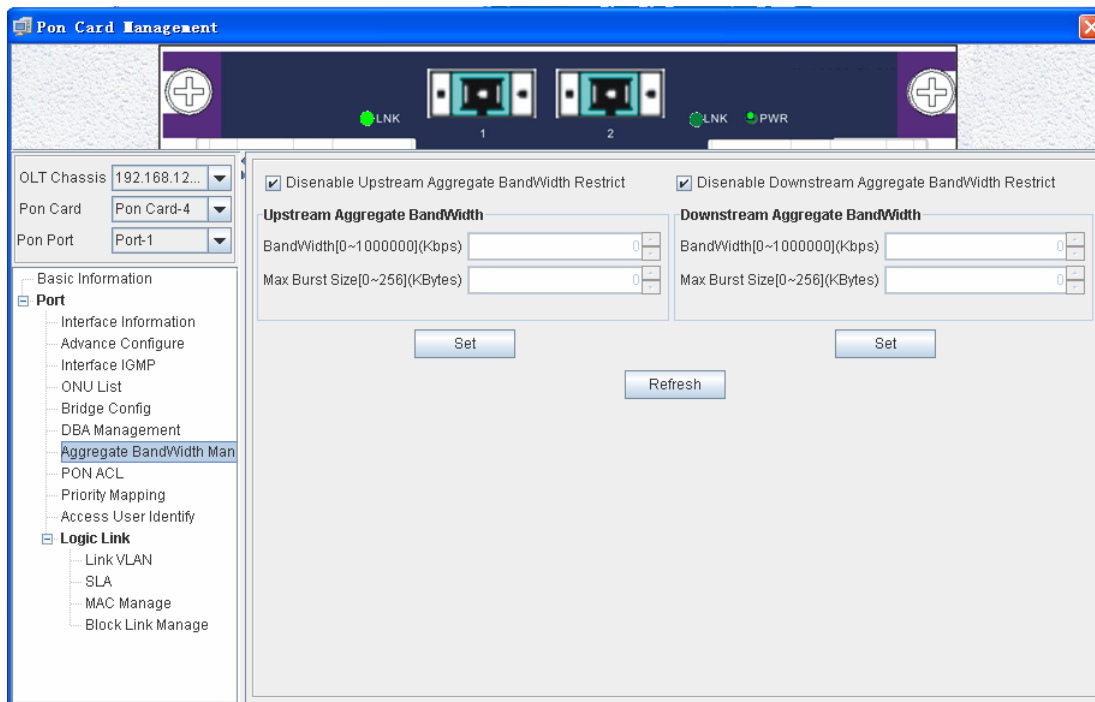 Pon Card Management
LNK
1
2
LNK
PWR
OLT Chassis 192.168.12...
Pon Card Pon Card-4
Pon Port Port-1
Basic Information
Port
Interface Information
Advance Configure
Interface IGMP
ONU List
Bridge Config
DBA Management
Aggregate BandWidth Man
PON ACL
Priority Mapping
Access User Identify
Logic Link
Link VLAN
SLA
MAC Manage
Block Link Manage
Disenable Upstream Aggregate BandWidth Restrict
Upstream Aggregate BandWidth
BandWidth[0~1000000](Kbps) 0
Max Burst Size[0~256](KBytes) 0
Set
Disenable Downstream Aggregate BandWidth Restrict
Downstream Aggregate BandWidth
BandWidth[0~1000000](Kbps) 0
Max Burst Size[0~256](KBytes) 0
Set
Refresh